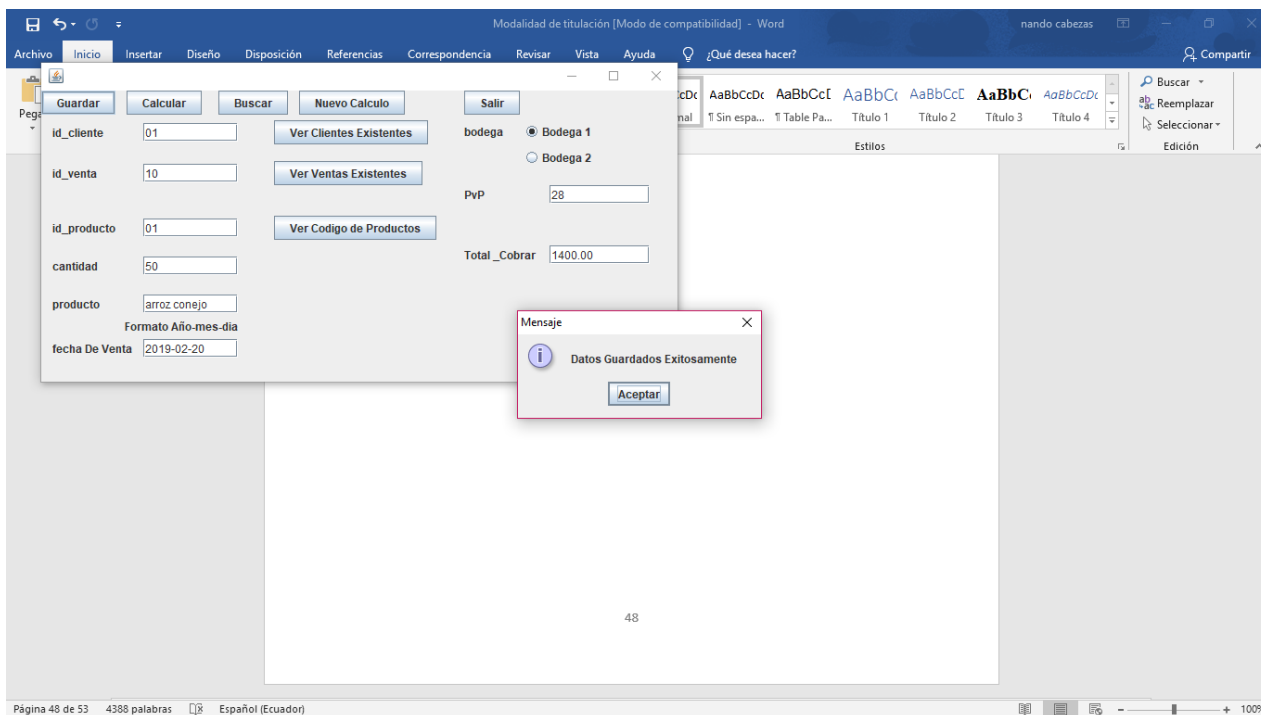 Modalidad de titulación [Modo de compatibilidad] - Word
nando cabezas
Archivo Inicio Insertar Diseño Disposición Referencias Correspondencia Revisar Vista Ayuda ¿Qué desea hacer? Compartir
Guardar Calcular Buscar Nuevo Calculo Salir
id_cliente 01 Ver Clientes Existentes bodega Bodega 1
Bodega 2
id_venta 10 Ver Ventas Existentes
PvP 28
id_producto 01 Ver Codigo de Productos
Total _Cobrar 1400.00
cantidad 50
producto arroz conejo
Formato Año-mes-dia
fecha De Venta 2019-02-20
AaBbCcDc AaBbCcE AaBbCc AaBbCcE AaBbC AaBbCcDc
¶ Sin espa... ¶ Table Pa... Título 1 Título 2 Título 3 Título 4
Estilos
Buscar
Reemplazar
Seleccionar
Edición
Mensaje
Datos Guardados Exitosamente
Aceptar
48
Página 48 de 53 4388 palabras Español (Ecuador) 100%